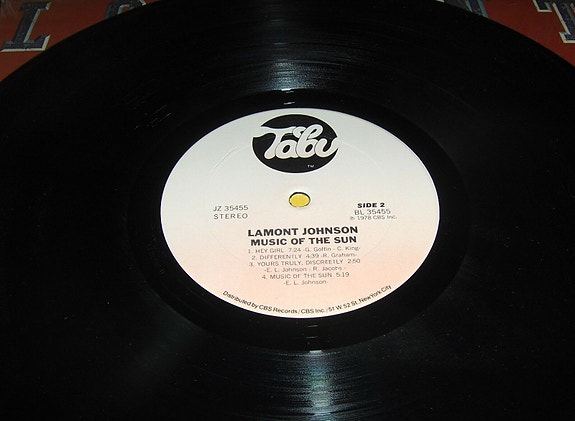 Tabu
TM
JZ 35455
STEREO
SIDE 2
BL 35455
℗ 1978 CBS Inc.
LAMONT JOHNSON
MUSIC OF THE SUN
1. HEY GIRL 7:24 -G. Goffin - C. King-
2. DIFFERENTLY 4:39 -R. Graham-
3. YOURS TRULY, DISCREETLY 2:50
-E. L. Johnson - R. Jacobs-
4. MUSIC OF THE SUN 5:19
-E. L. Johnson-
Distributed by CBS Records / CBS Inc. / 51 W. 52 St. New York, City